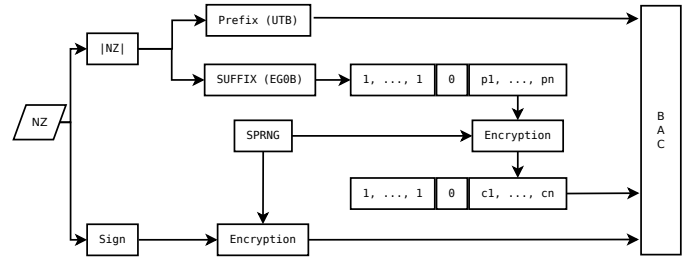 Prefix (UTB)
|NZ|
SUFFIX (EG0B)
1, ..., 1 0 p1, ..., pn
NZ
SPRNG
Encryption
B
A
C
1, ..., 1 0 c1, ..., cn
Sign
Encryption